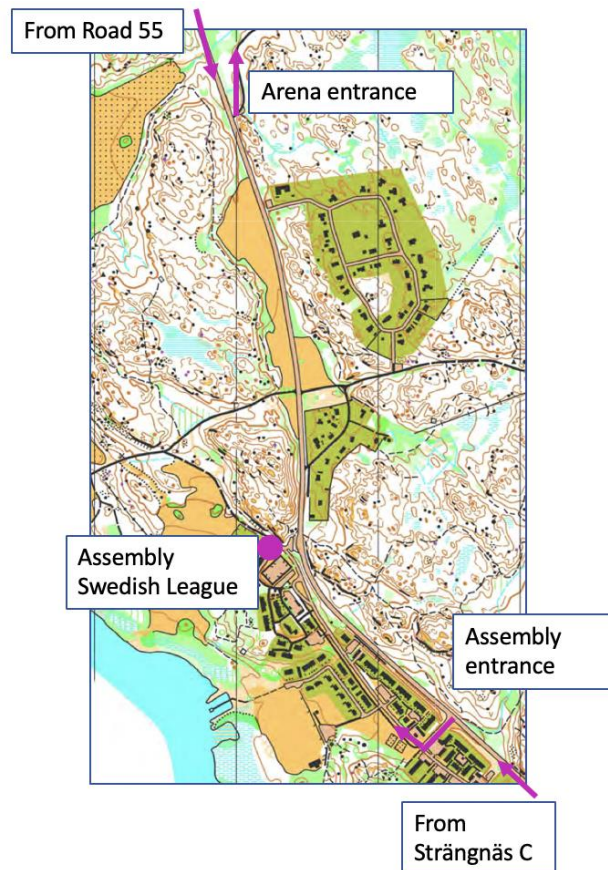 From Road 55
Arena entrance
Assembly
Swedish League
Assembly
entrance
From
Strängnäs C